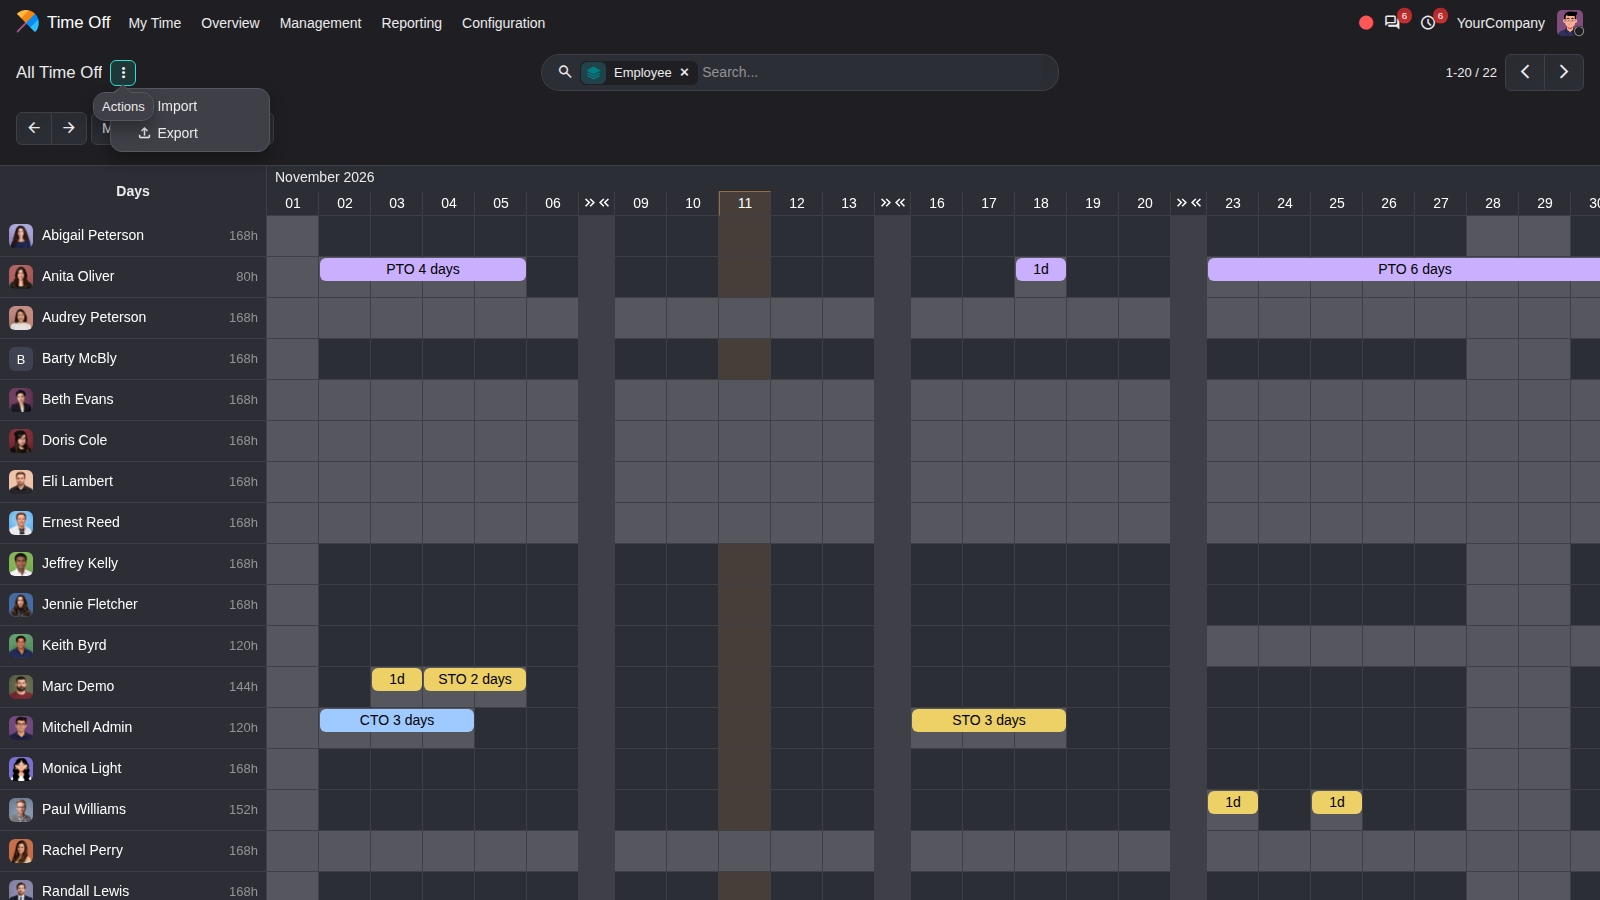 Time Off My Time Overview Management Reporting Configuration 6 6 YourCompany
All Time Off Employee × Search... 1-20 / 22
Actions Import
M
Export
November 2026
Days
01 02 03 04 05 06 09 10 11 12 13 16 17 18 19 20 23 24 25 26 27 28 29 30
Abigail Peterson 168h
Anita Oliver 80h PTO 4 days 1d PTO 6 days
Audrey Peterson 168h
B Barty McBly 168h
Beth Evans 168h
Doris Cole 168h
Eli Lambert 168h
Ernest Reed 168h
Jeffrey Kelly 168h
Jennie Fletcher 168h
Keith Byrd 120h
Marc Demo 144h 1d STO 2 days
Mitchell Admin 120h CTO 3 days STO 3 days
Monica Light 168h
Paul Williams 152h 1d 1d
Rachel Perry 168h
Randall Lewis 168h